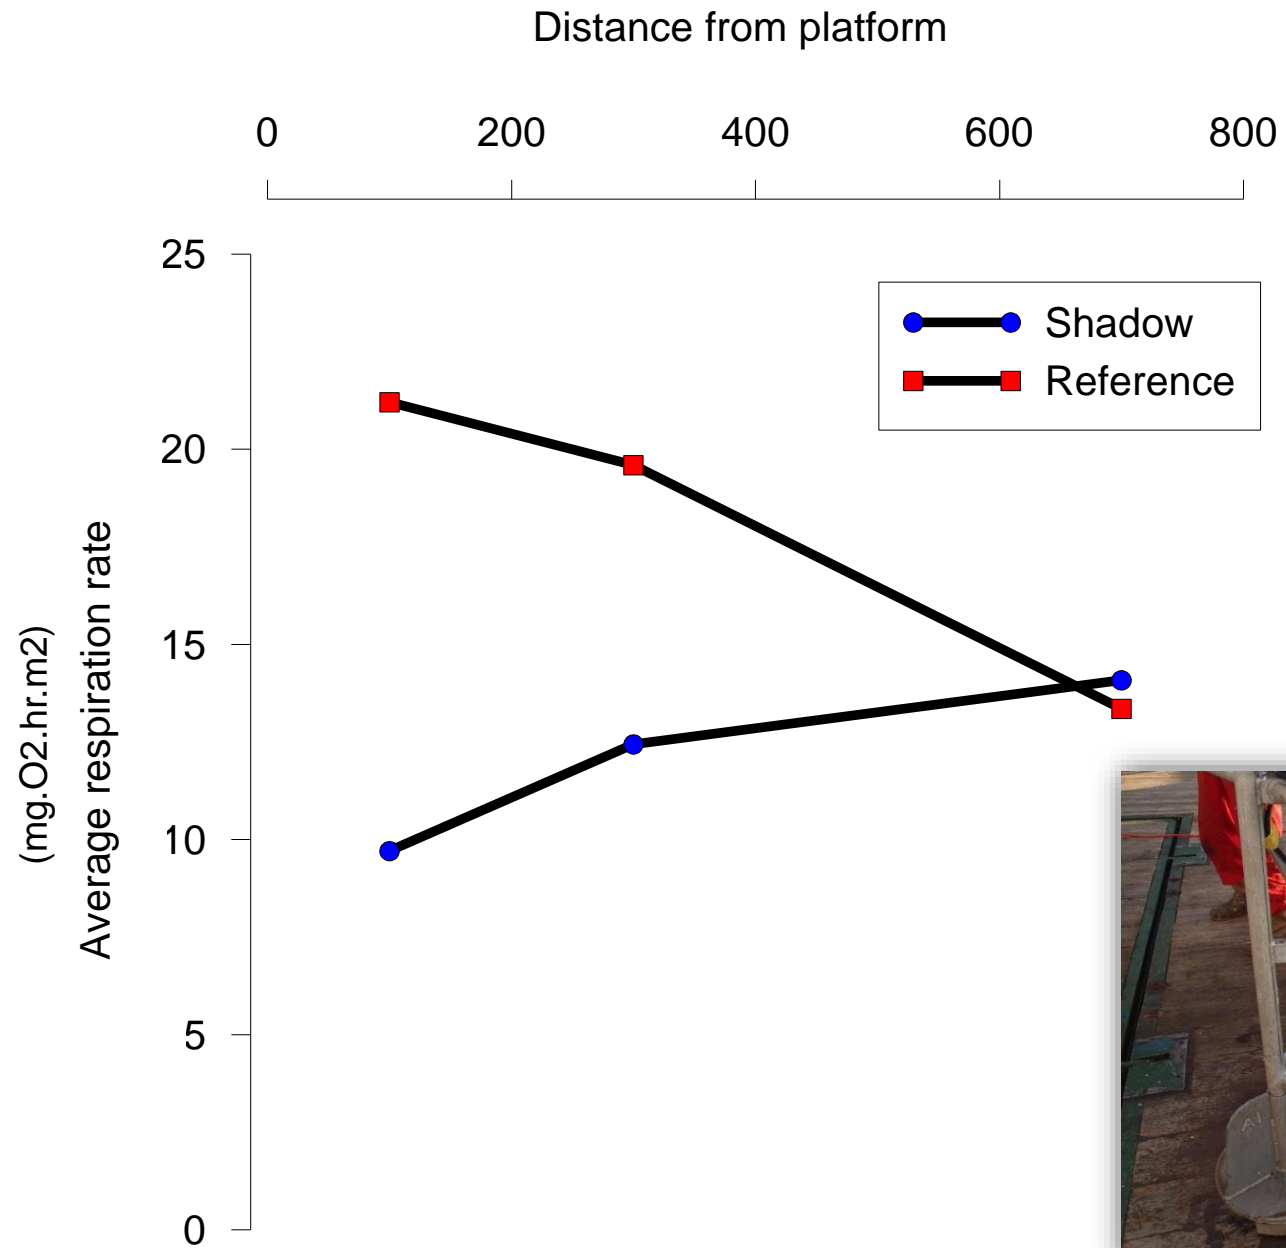 Distance from platform
0 200 400 600 800
25
Shadow
Reference
20
15
10
5
0
Average respiration rate
(mg.O2.hr.m2)
A1